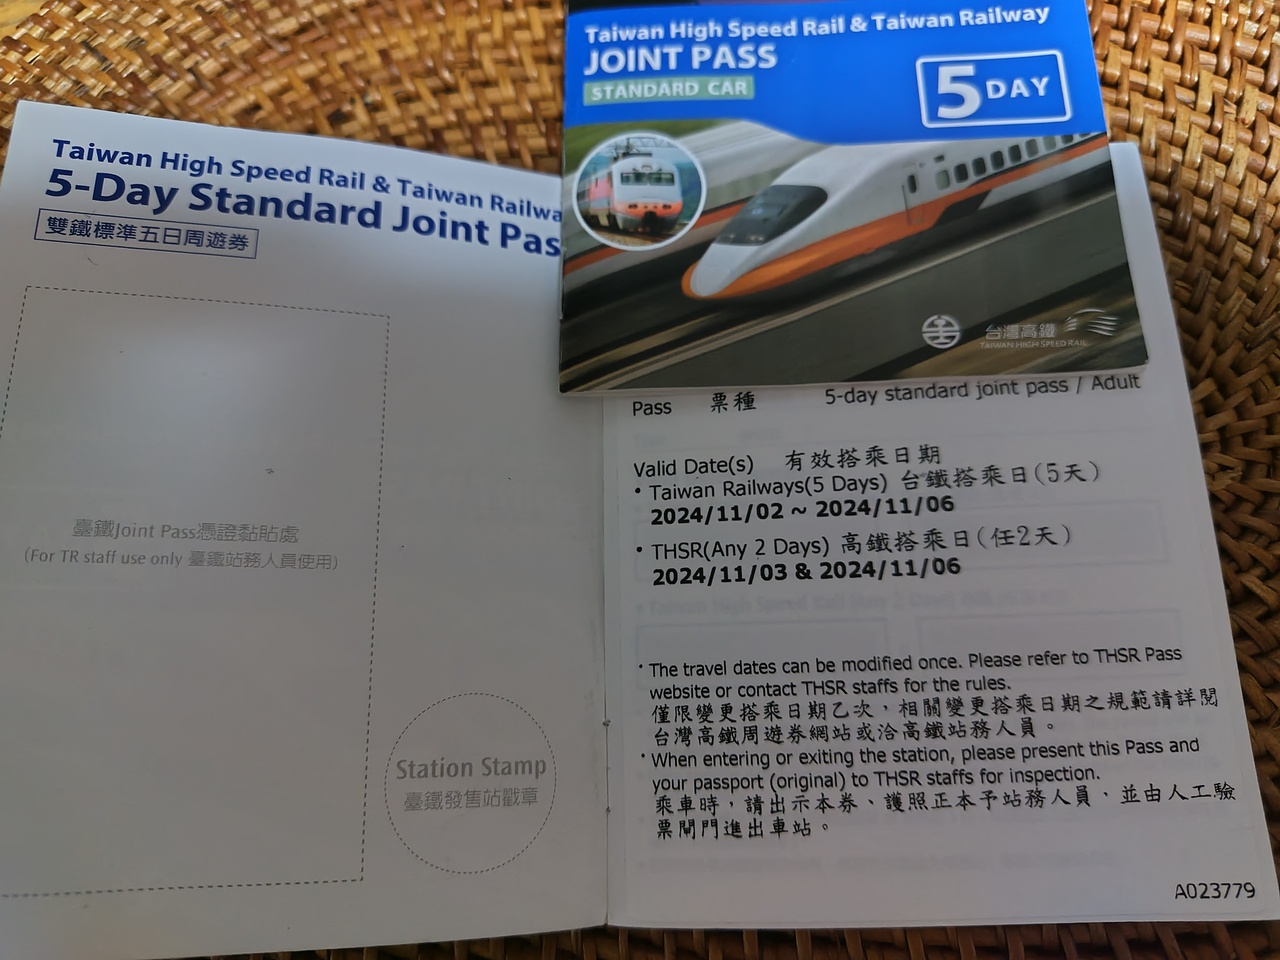 Taiwan High Speed Rail & Taiwan Railway
JOINT PASS
STANDARD CAR
5 DAY
台灣高鐵
TAIWAN HIGH SPEED RAIL
Taiwan High Speed Rail & Taiwan Railwa
5-Day Standard Joint Pas
雙鐵標準五日周遊券
臺鐵Joint Pass憑證黏貼處
(For TR staff use only 臺鐵站務人員使用)
Station Stamp
臺鐵發售站戳章
Pass 票種 5-day standard joint pass / Adult
Valid Date(s) 有效搭乘日期
• Taiwan Railways(5 Days) 台鐵搭乘日(5天)
2024/11/02 ~ 2024/11/06
• THSR(Any 2 Days) 高鐵搭乘日(任2天)
2024/11/03 & 2024/11/06
• The travel dates can be modified once. Please refer to THSR Pass
website or contact THSR staffs for the rules.
僅限變更搭乘日期乙次，相關變更搭乘日期之規範請詳閱
台灣高鐵周遊券網站或洽高鐵站務人員。
• When entering or exiting the station, please present this Pass and
your passport (original) to THSR staffs for inspection.
乘車時，請出示本券、護照正本予站務人員，並由人工驗
票閘門進出車站。
A023779